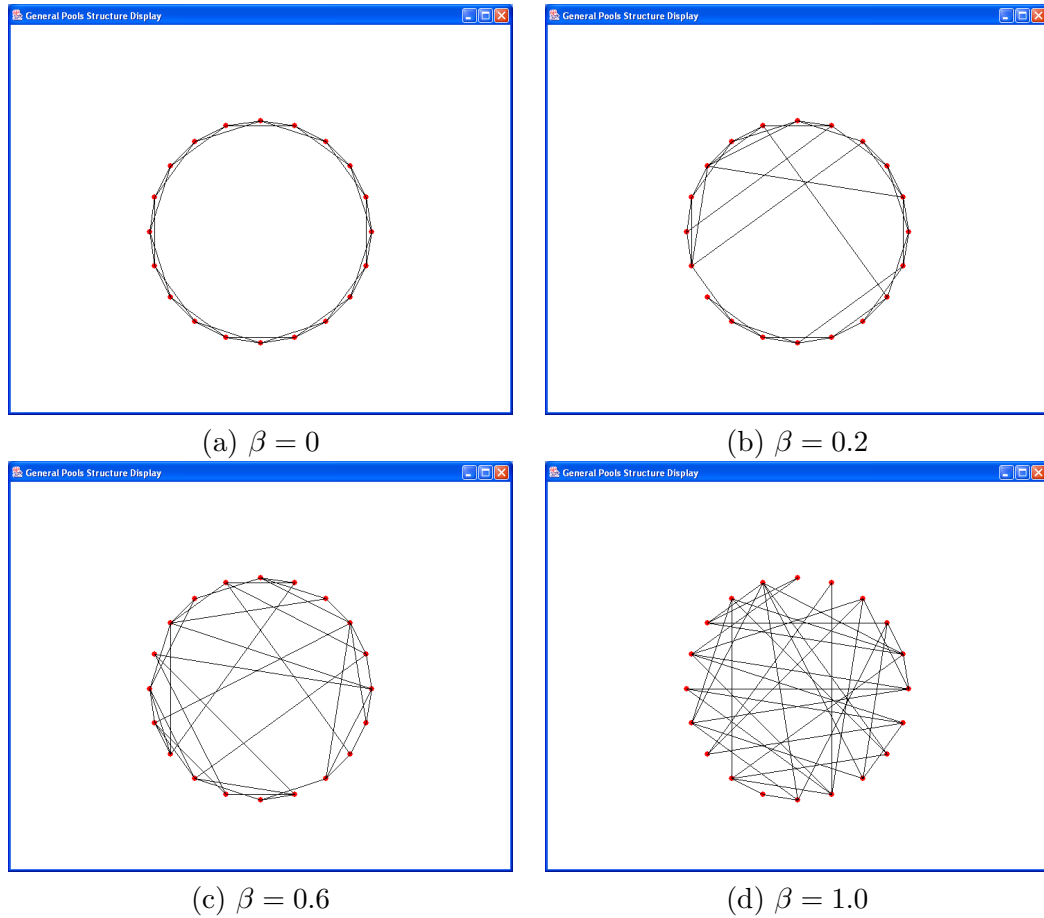 General Pools Structure Display
General Pools Structure Display
(a) β = 0
(b) β = 0.2
General Pools Structure Display
General Pools Structure Display
(c) β = 0.6
(d) β = 1.0